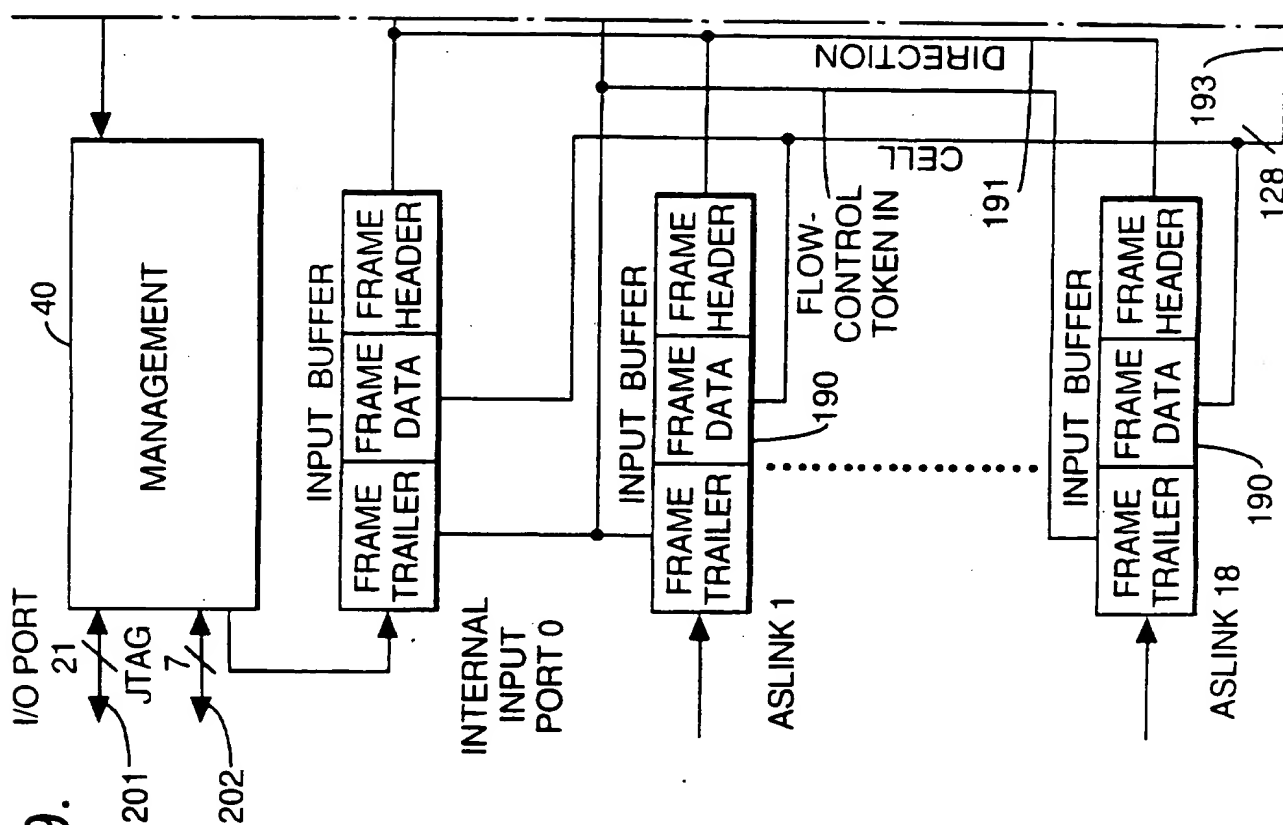 9.
I/O PORT
21
JTAG
7
201
202
40
MANAGEMENT
INPUT BUFFER
FRAME TRAILER
FRAME DATA
FRAME HEADER
INTERNAL
INPUT
PORT 0
INPUT BUFFER
FRAME TRAILER
FRAME DATA
FRAME HEADER
190
ASLINK 1
FLOW-
CONTROL
TOKEN IN
CELL
DIRECTION
191
193
INPUT BUFFER
FRAME TRAILER
FRAME DATA
FRAME HEADER
190
ASLINK 18
128